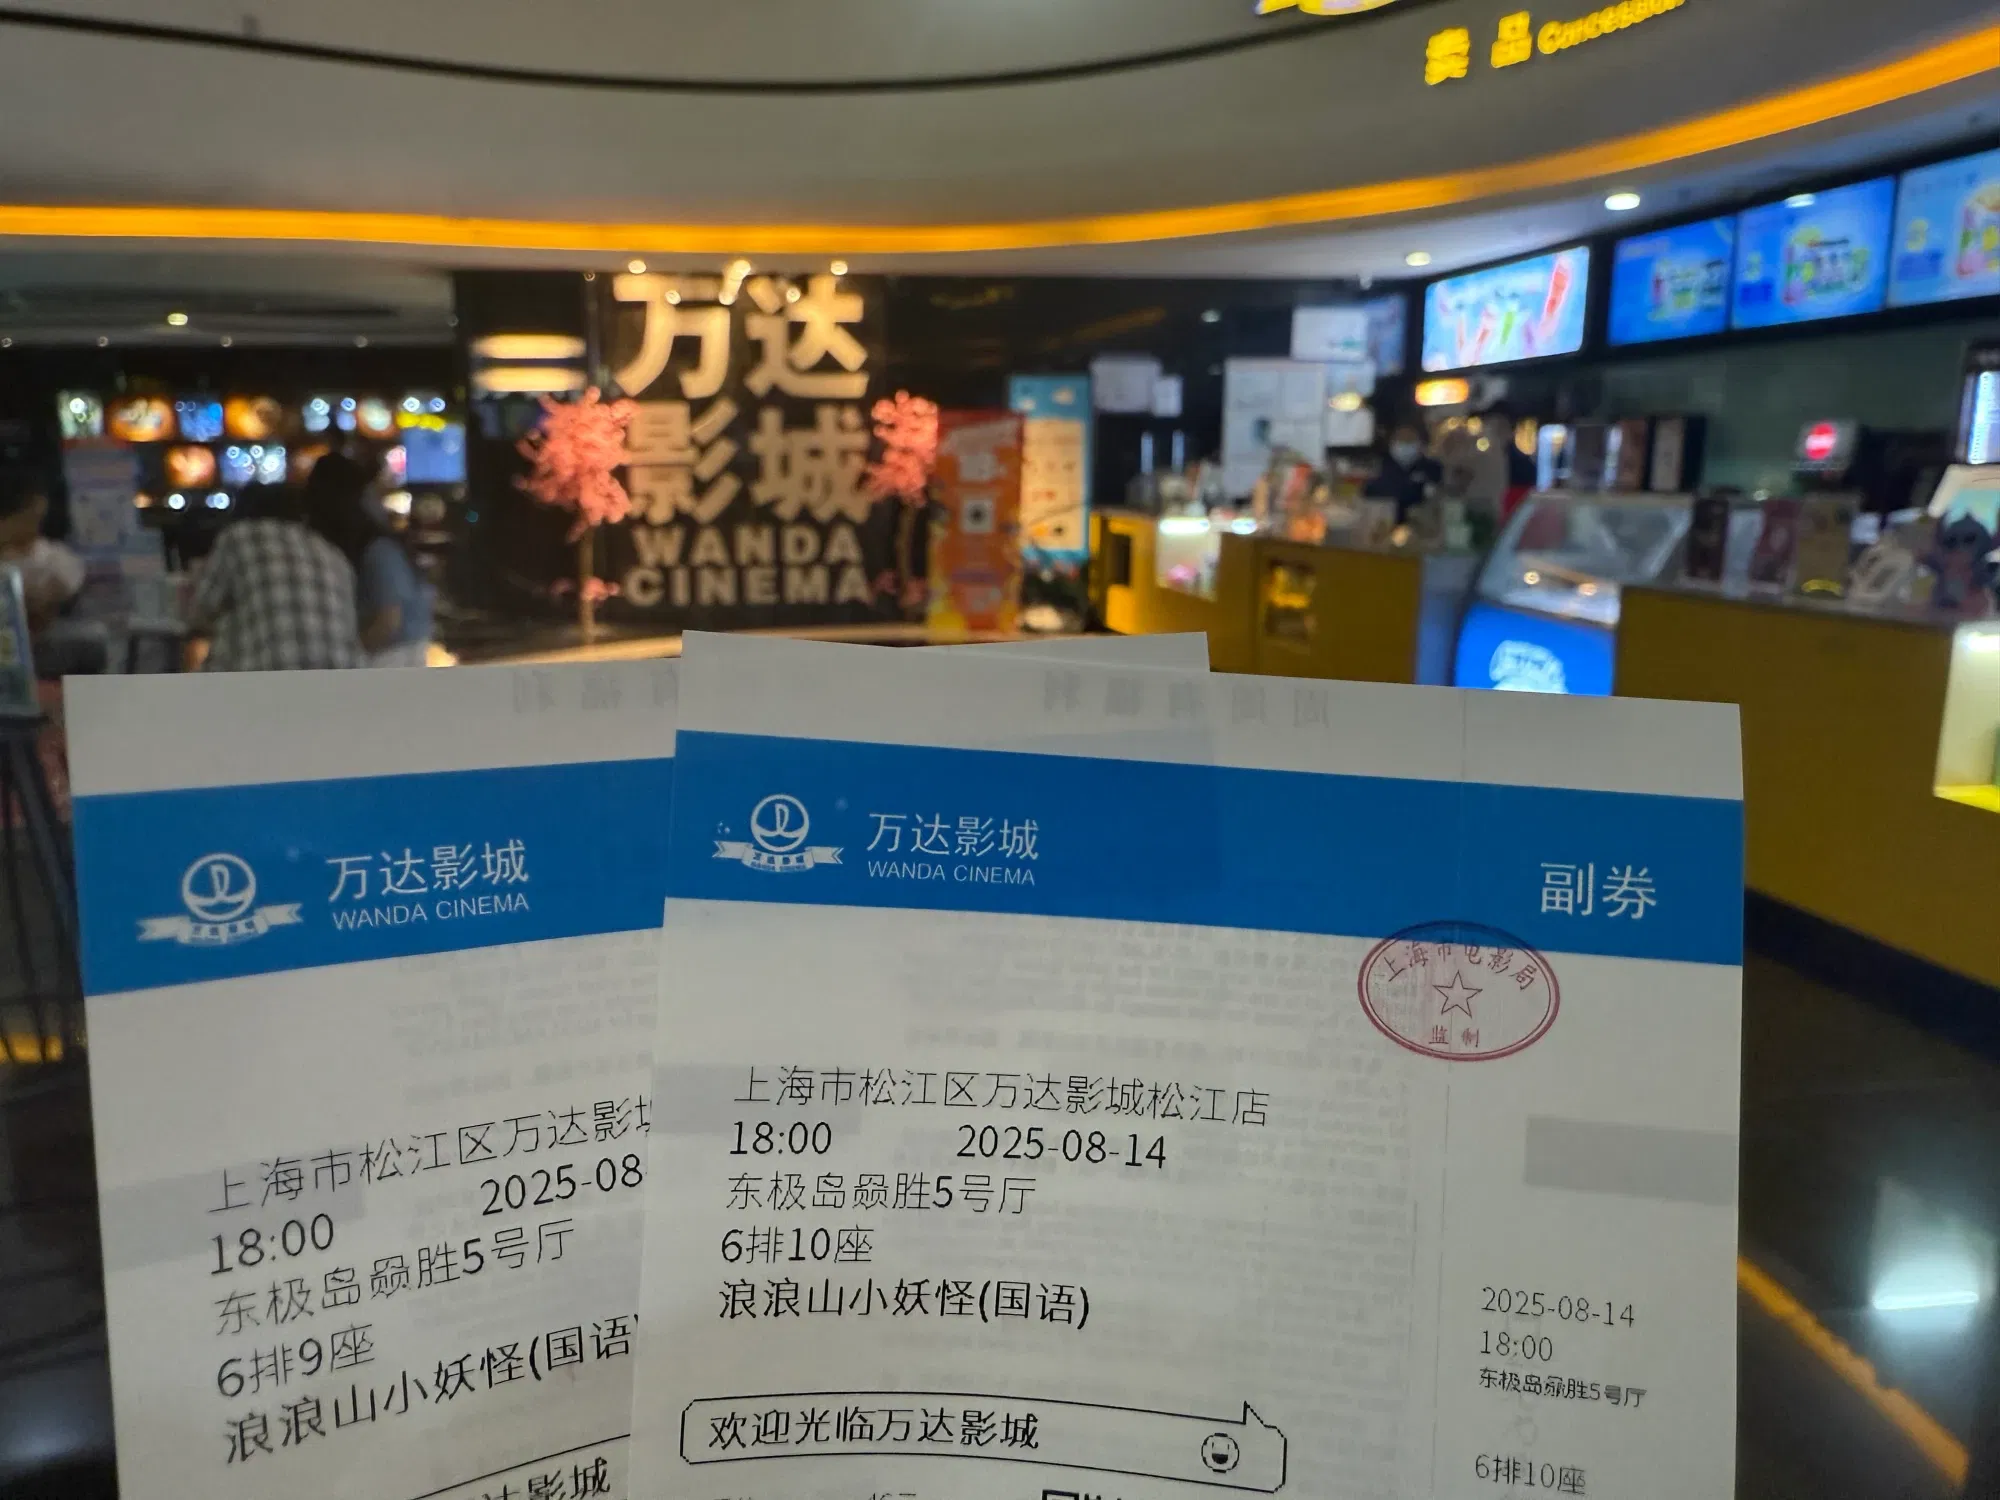 卖品
万达
影城
WANDA
CINEMA
万达影城
WANDA CINEMA
上海市松江区万达影
18:00 2025-08
东极岛赑胜5号厅
6排9座
浪浪山小妖怪(国语
达影城
万达影城
WANDA CINEMA
副券
上海市电影局
监制
上海市松江区万达影城松江店
18:00 2025-08-14
东极岛赑胜5号厅
6排10座
浪浪山小妖怪(国语)
欢迎光临万达影城
2025-08-14
18:00
东极岛赑胜5号厅
6排10座